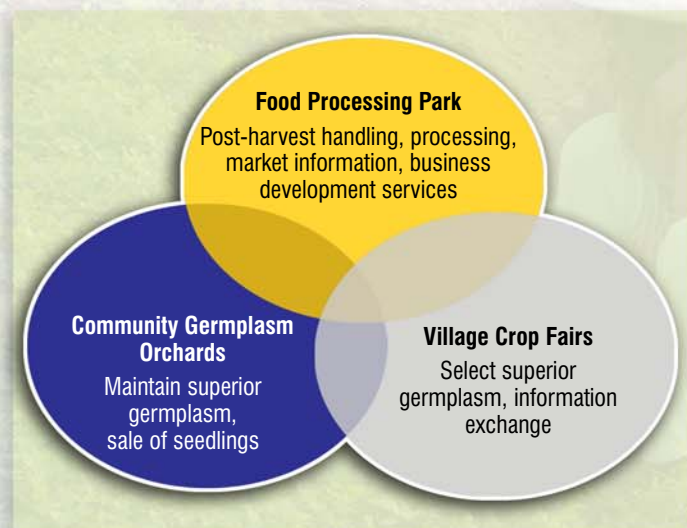 Food Processing Park
Post-harvest handling, processing,
market information, business
development services
Community Germplasm
Orchards
Maintain superior
germplasm,
sale of seedlings
Village Crop Fairs
Select superior
germplasm, information
exchange